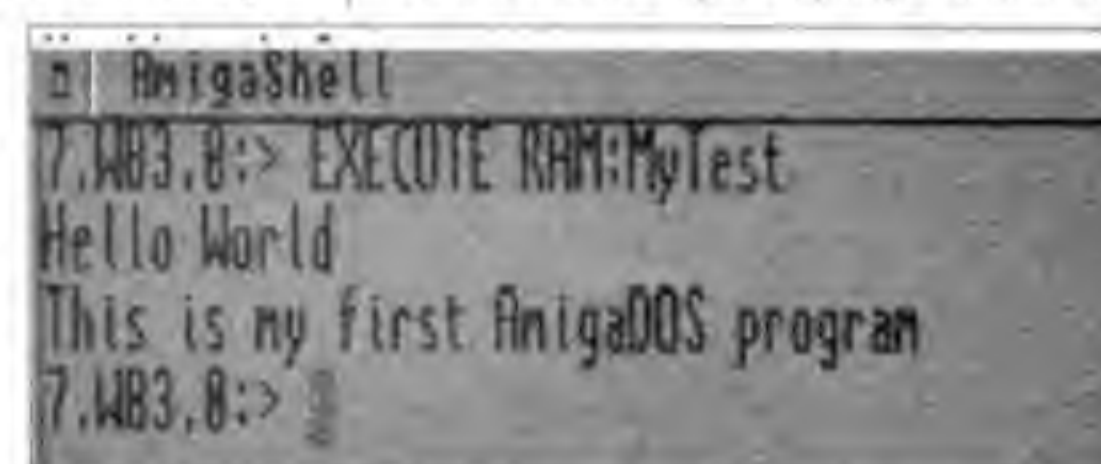 AmigaShell
7.WB3.0:> EXECUTE RAM:MyTest
Hello World
This is my first AmigaDOS program
7.WB3.0:>